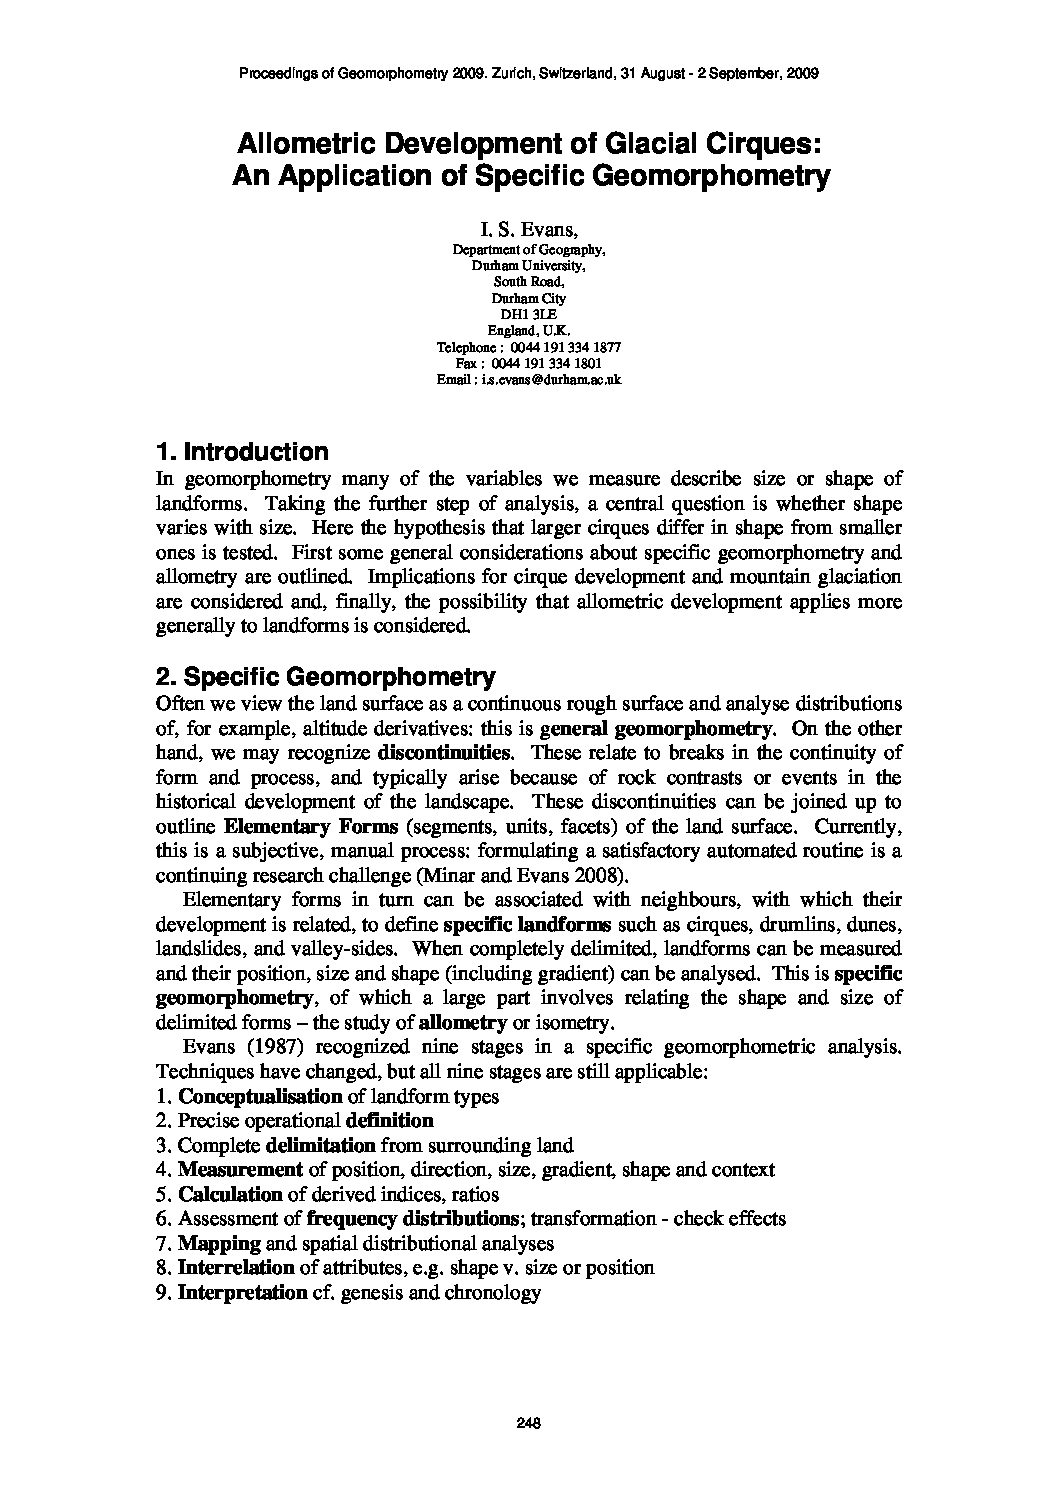 Proceedings of Geomorphometry 2009. Zurich, Switzerland, 31 August - 2 September, 2009
Allometric Development of Glacial Cirques:
An Application of Specific Geomorphometry
I. S. Evans,
Department of Geography,
Durham University,
South Road,
Durham City
DH1 3LE
England, U.K.
Telephone : 0044 191 334 1877
Fax : 0044 191 334 1801
Email : i.s.evans@durham.ac.uk
1. Introduction
In geomorphometry many of the variables we measure describe size or shape of
landforms. Taking the further step of analysis, a central question is whether shape
varies with size. Here the hypothesis that larger cirques differ in shape from smaller
ones is tested. First some general considerations about specific geomorphometry and
allometry are outlined. Implications for cirque development and mountain glaciation
are considered and, finally, the possibility that allometric development applies more
generally to landforms is considered.
2. Specific Geomorphometry
Often we view the land surface as a continuous rough surface and analyse distributions
of, for example, altitude derivatives: this is general geomorphometry. On the other
hand, we may recognize discontinuities. These relate to breaks in the continuity of
form and process, and typically arise because of rock contrasts or events in the
historical development of the landscape. These discontinuities can be joined up to
outline Elementary Forms (segments, units, facets) of the land surface. Currently,
this is a subjective, manual process: formulating a satisfactory automated routine is a
continuing research challenge (Minar and Evans 2008).
Elementary forms in turn can be associated with neighbours, with which their
development is related, to define specific landforms such as cirques, drumlins, dunes,
landslides, and valley-sides. When completely delimited, landforms can be measured
and their position, size and shape (including gradient) can be analysed. This is specific
geomorphometry, of which a large part involves relating the shape and size of
delimited forms – the study of allometry or isometry.
Evans (1987) recognized nine stages in a specific geomorphometric analysis.
Techniques have changed, but all nine stages are still applicable:
1. Conceptualisation of landform types
2. Precise operational definition
3. Complete delimitation from surrounding land
4. Measurement of position, direction, size, gradient, shape and context
5. Calculation of derived indices, ratios
6. Assessment of frequency distributions; transformation - check effects
7. Mapping and spatial distributional analyses
8. Interrelation of attributes, e.g. shape v. size or position
9. Interpretation cf. genesis and chronology
248